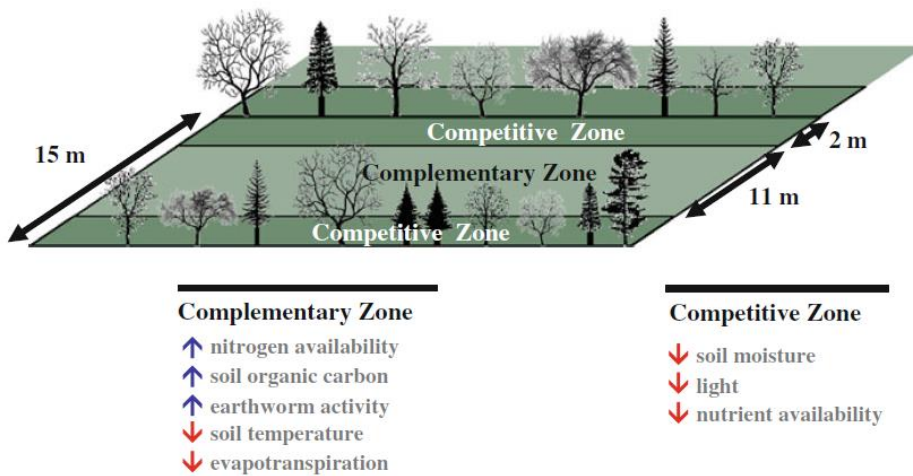 Competitive Zone
2 m
15 m
Complementary Zone
11 m
Competitive Zone
Complementary Zone
↑ nitrogen availability
↑ soil organic carbon
↑ earthworm activity
↓ soil temperature
↓ evapotranspiration
Competitive Zone
↓ soil moisture
↓ light
↓ nutrient availability